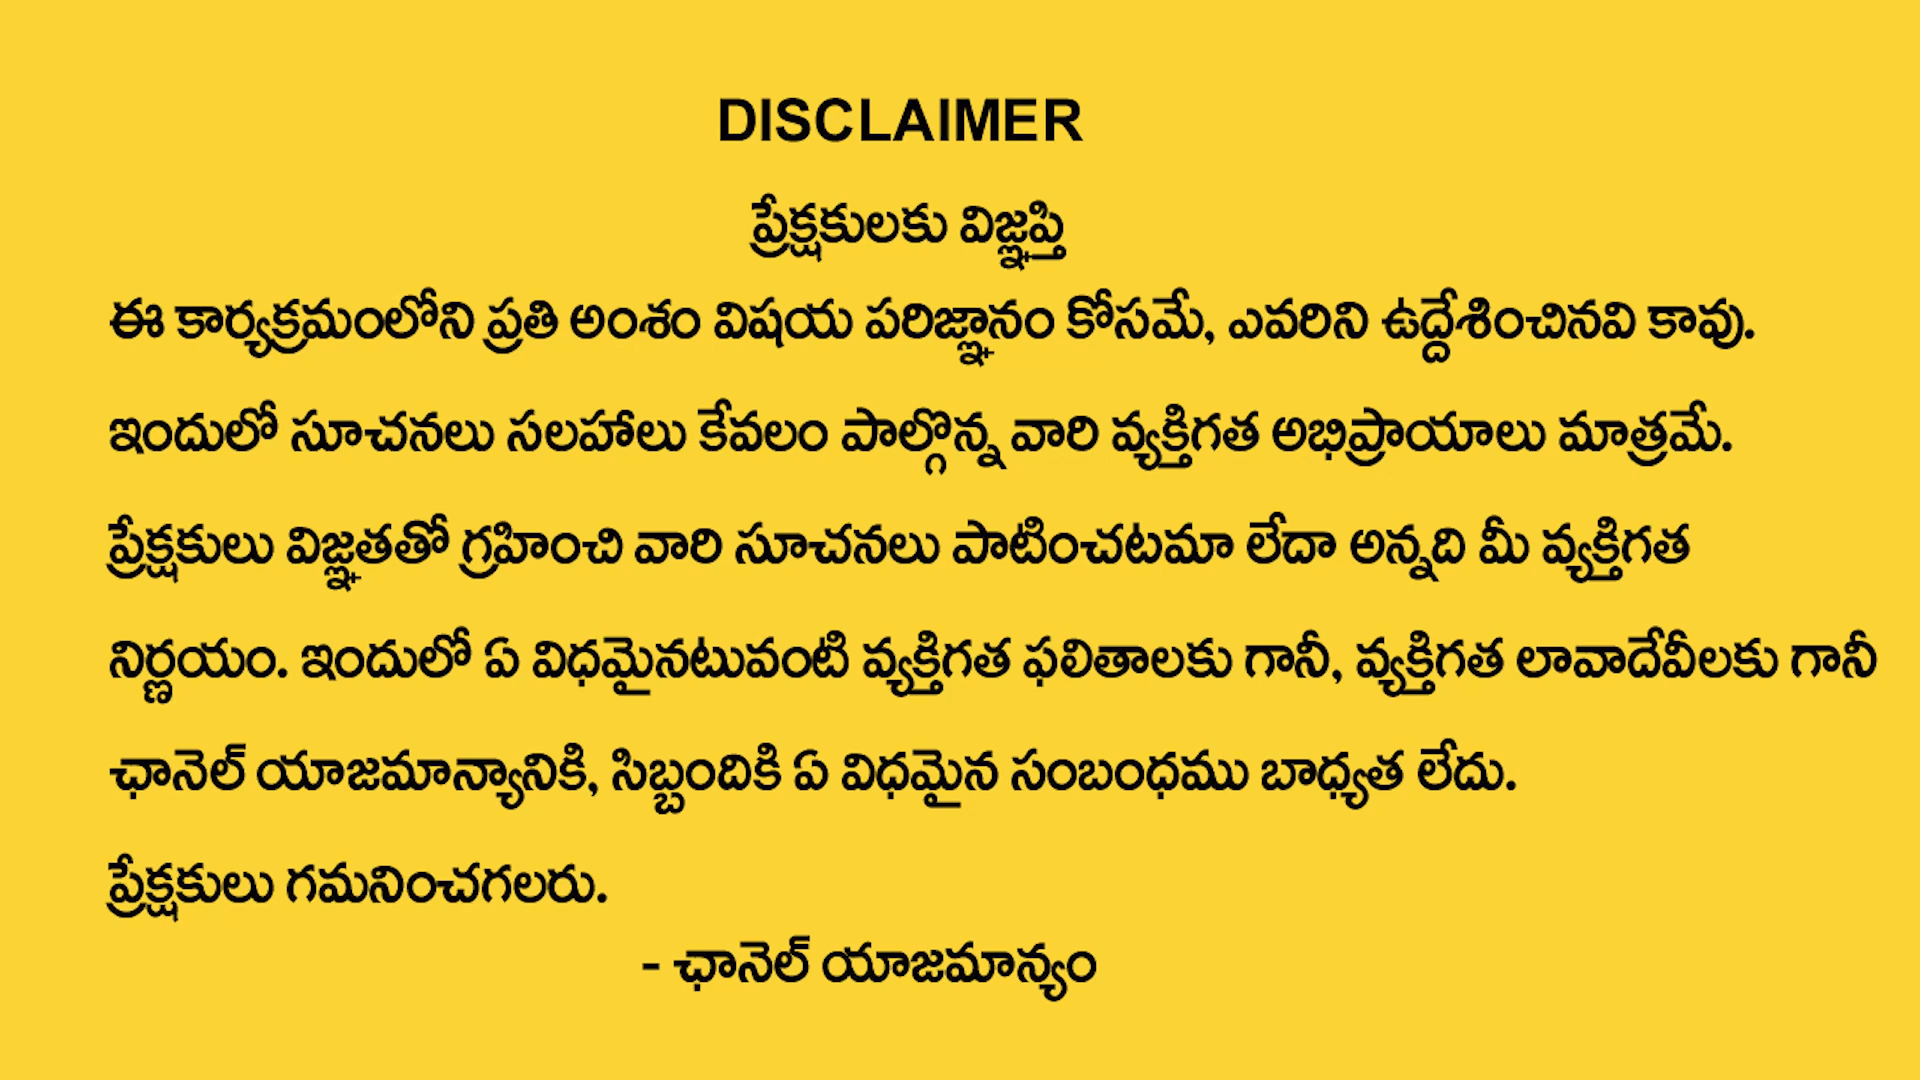 DISCLAIMER
ప్రేక్షకులకు విజ్ఞప్తి
ఈ కార్యక్రమంలోని ప్రతి అంశం విషయ పరిజ్ఞానం కోసమే, ఎవరిని ఉద్దేశించినవి కావు.
ఇందులో సూచనలు సలహాలు కేవలం పాల్గొన్న వారి వ్యక్తిగత అభిప్రాయాలు మాత్రమే.
ప్రేక్షకులు విజ్ఞతతో గ్రహించి వారి సూచనలు పాటించటమా లేదా అన్నది మీ వ్యక్తిగత
నిర్ణయం. ఇందులో ఏ విధమైనటువంటి వ్యక్తిగత ఫలితాలకు గానీ, వ్యక్తిగత లావాదేవీలకు గానీ
ఛానెల్ యాజమాన్యానికి, సిబ్బందికి ఏ విధమైన సంబంధము బాధ్యత లేదు.
ప్రేక్షకులు గమనించగలరు.
- ఛానెల్ యాజమాన్యం